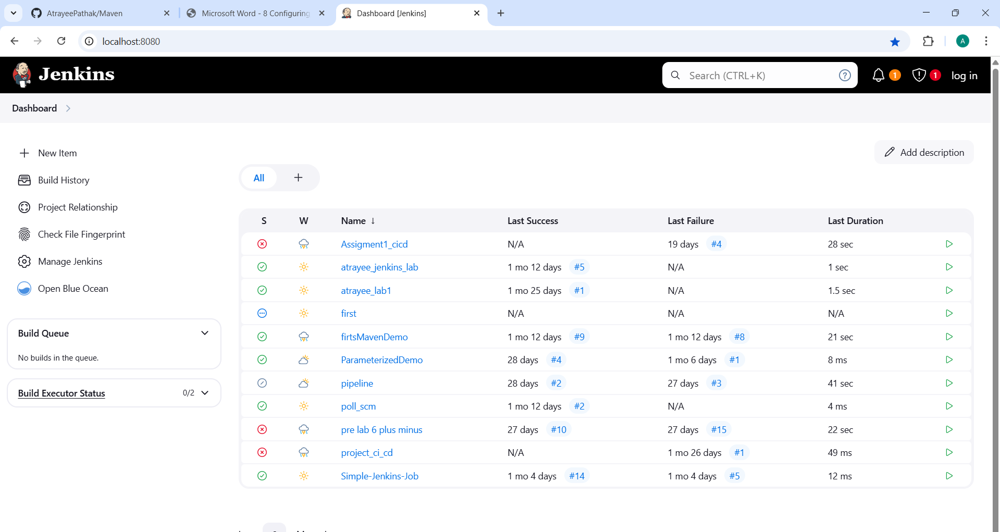 AtrayeePathak/Maven
Microsoft Word - 8 Configuring
Dashboard [Jenkins]
localhost:8080
A
Jenkins
Search (CTRL+K)
?
1
1
log in
Dashboard
New Item
Build History
Project Relationship
Check File Fingerprint
Manage Jenkins
Open Blue Ocean
Build Queue
No builds in the queue.
Build Executor Status 0/2
Add description
All +
S W Name ↓ Last Success Last Failure Last Duration
Assigment1_cicd N/A 19 days #4 28 sec
atrayee_jenkins_lab 1 mo 12 days #5 N/A 1 sec
atrayee_lab1 1 mo 25 days #1 N/A 1.5 sec
first N/A N/A N/A
firtsMavenDemo 1 mo 12 days #9 1 mo 12 days #8 21 sec
ParameterizedDemo 28 days #4 1 mo 6 days #1 8 ms
pipeline 28 days #2 27 days #3 41 sec
poll_scm 1 mo 12 days #2 N/A 4 ms
pre lab 6 plus minus 27 days #10 27 days #15 22 sec
project_ci_cd N/A 1 mo 26 days #1 49 ms
Simple-Jenkins-Job 1 mo 4 days #14 1 mo 4 days #5 12 ms